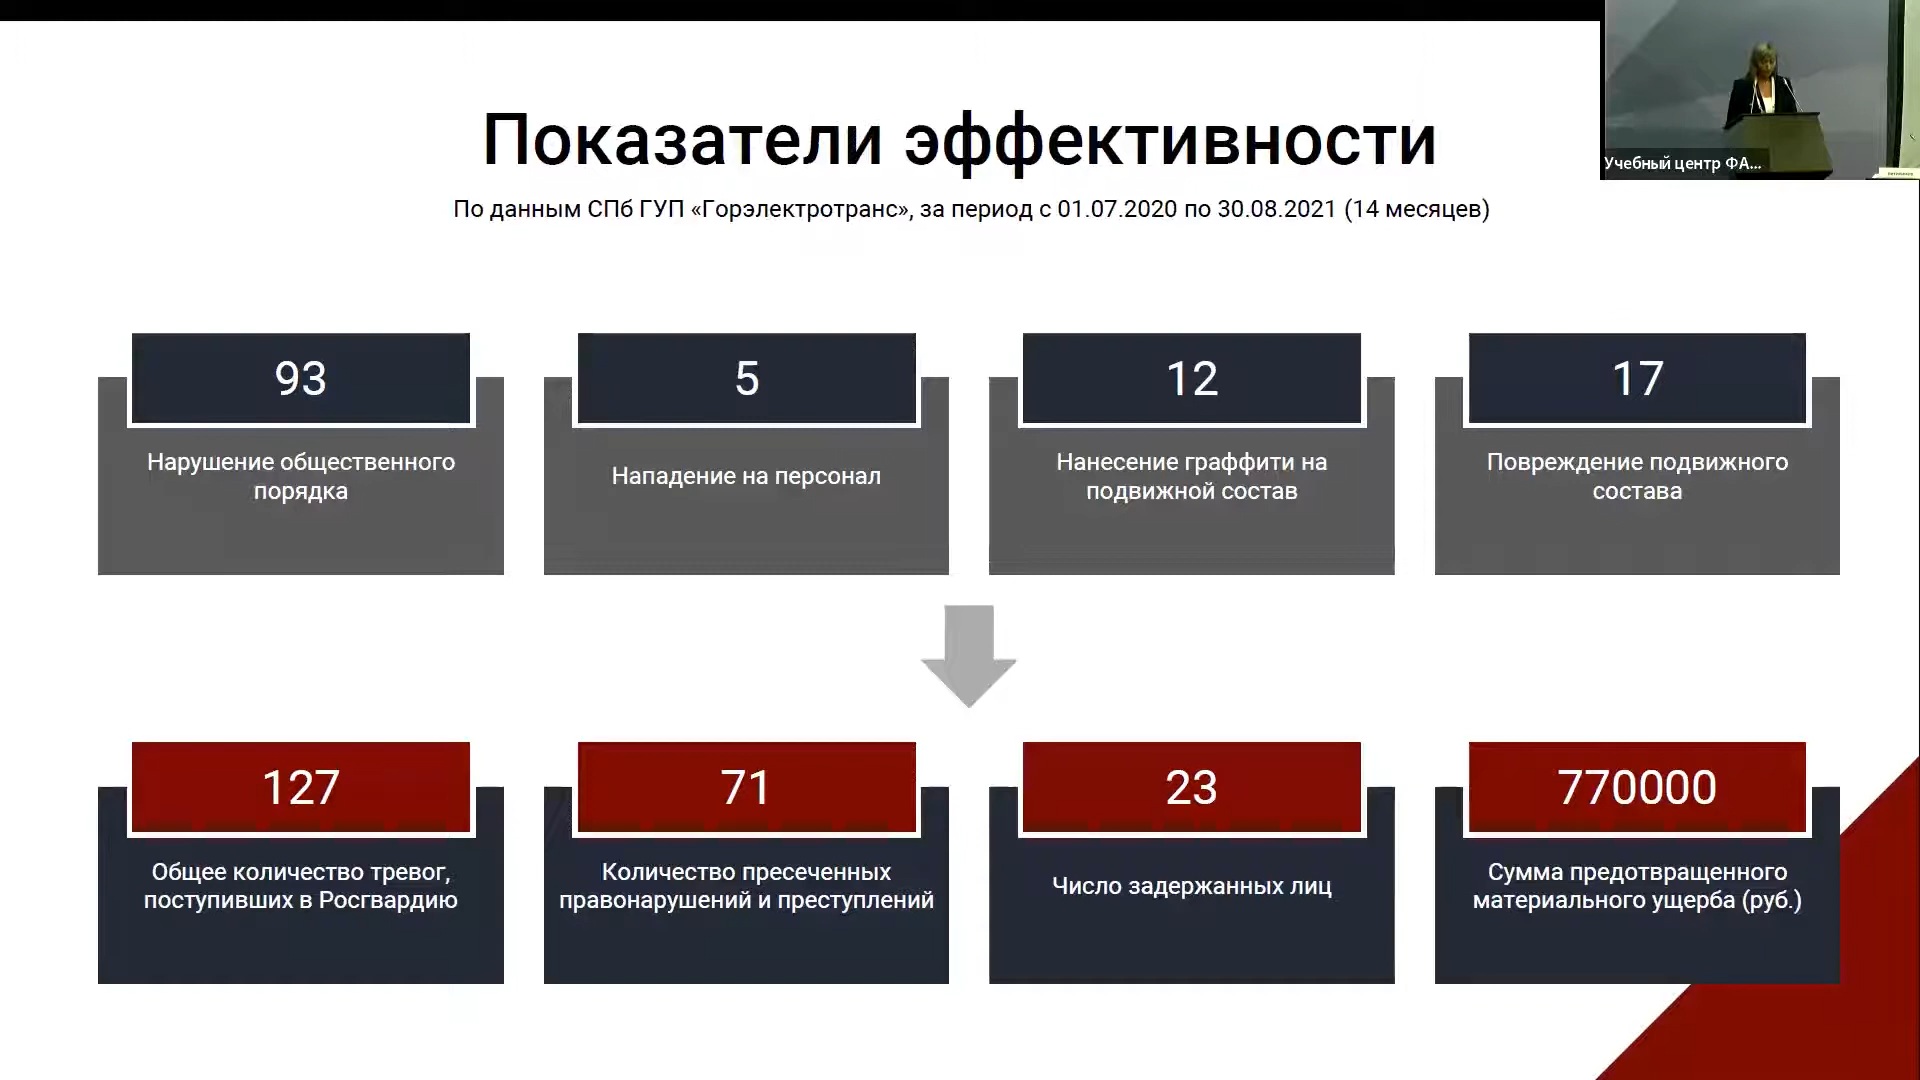 Показатели эффективности
По данным СПб ГУП «Горэлектротранс», за период с 01.07.2020 по 30.08.2021 (14 месяцев)
Учебный центр ФА...
93
Нарушение общественного
порядка
5
Нападение на персонал
12
Нанесение граффити на
подвижной состав
17
Повреждение подвижного
состава
127
Общее количество тревог,
поступивших в Росгвардию
71
Количество пресеченных
правонарушений и преступлений
23
Число задержанных лиц
770000
Сумма предотвращенного
материального ущерба (руб.)